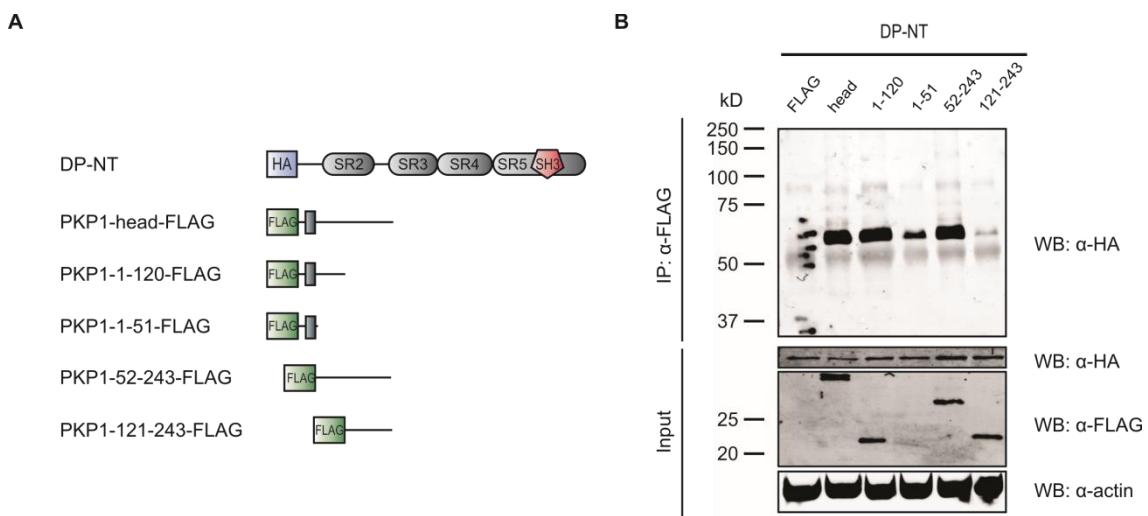 A
DP-NT
HA
SR2
SR3
SR4
SR5
SH3
PKP1-head-FLAG
FLAG
PKP1-1-120-FLAG
FLAG
PKP1-1-51-FLAG
FLAG
PKP1-52-243-FLAG
FLAG
PKP1-121-243-FLAG
FLAG
B
DP-NT
kD
FLAG
head
1-120
1-51
52-243
121-243
IP: α-FLAG
250
150
100
75
50
37
WB: α-HA
Input
WB: α-HA
25
20
WB: α-FLAG
WB: α-actin